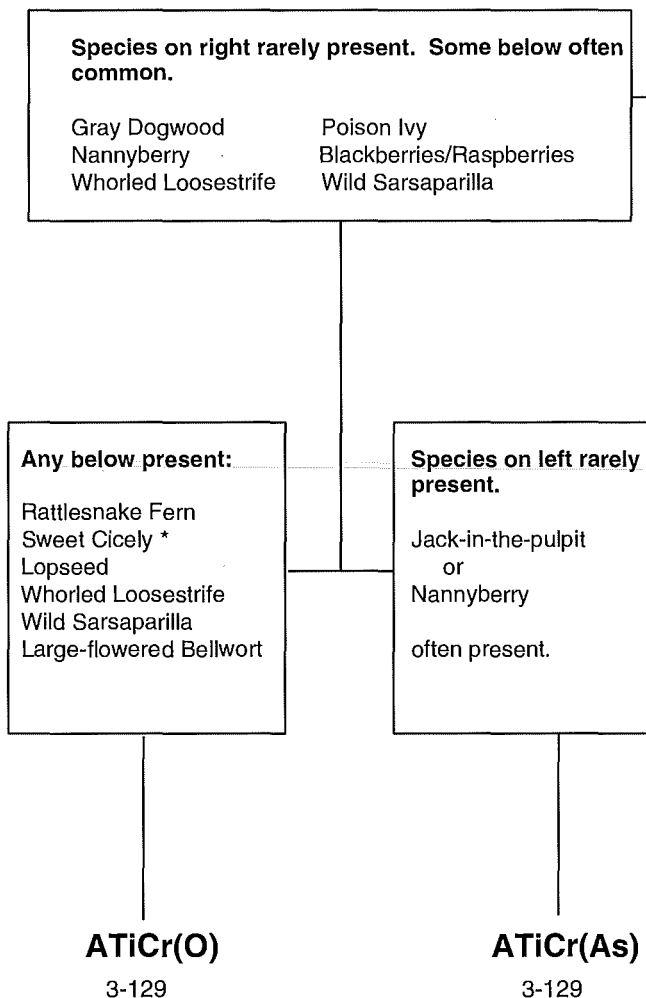 Species on right rarely present. Some below often
common.
Gray Dogwood Poison Ivy
Nannyberry Blackberries/Raspberries
Whorled Loosestrife Wild Sarsaparilla
Any below present:
Rattlesnake Fern
Sweet Cicely *
Lopseed
Whorled Loosestrife
Wild Sarsaparilla
Large-flowered Bellwort
Species on left rarely
present.
Jack-in-the-pulpit
or
Nannyberry
often present.
ATiCr(O)
3-129
ATiCr(As)
3-129